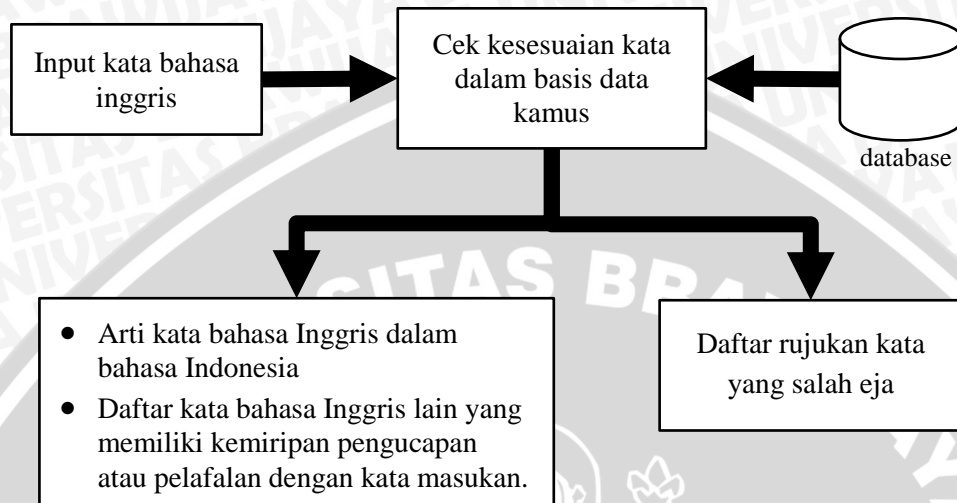 Input kata bahasa
inggris
Cek kesesuaian kata
dalam basis data
kamus
database
• Arti kata bahasa Inggris dalam
bahasa Indonesia
• Daftar kata bahasa Inggris lain yang
memiliki kemiripan pengucapan
atau pelafalan dengan kata masukan.
Daftar rujukan kata
yang salah eja
SITAS BRA